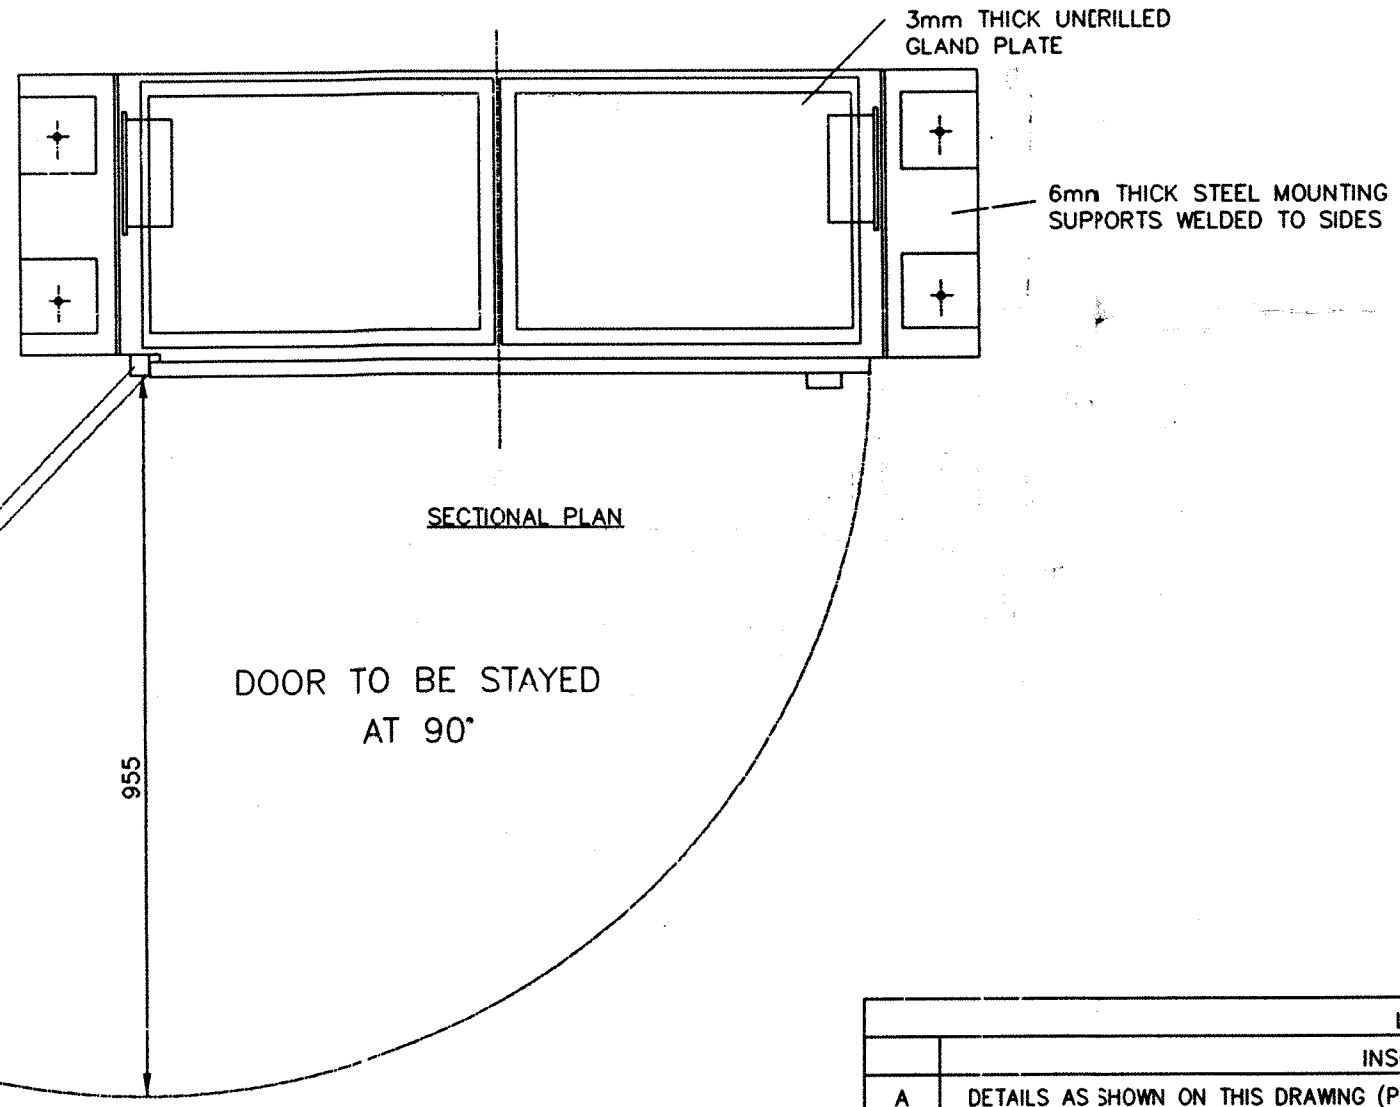 3mm THICK UNDRILLED
GLAND PLATE
6mm THICK STEEL MOUNTING
SUPPORTS WELDED TO SIDES
SECTIONAL PLAN
DOOR TO BE STAYED
AT 90°
955
INS
A DETAILS AS SHOWN ON THIS DRAWING (P